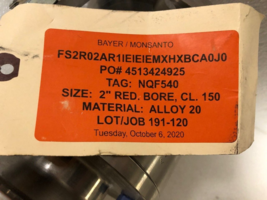 BAYER / MONSANTO
FS2R02AR1IEIEIEMXHXBCA0J0
PO# 4513424925
TAG: NQF540
SIZE: 2" RED. BORE, CL. 150
MATERIAL: ALLOY 20
LOT/JOB 191-120
Tuesday, October 6, 2020